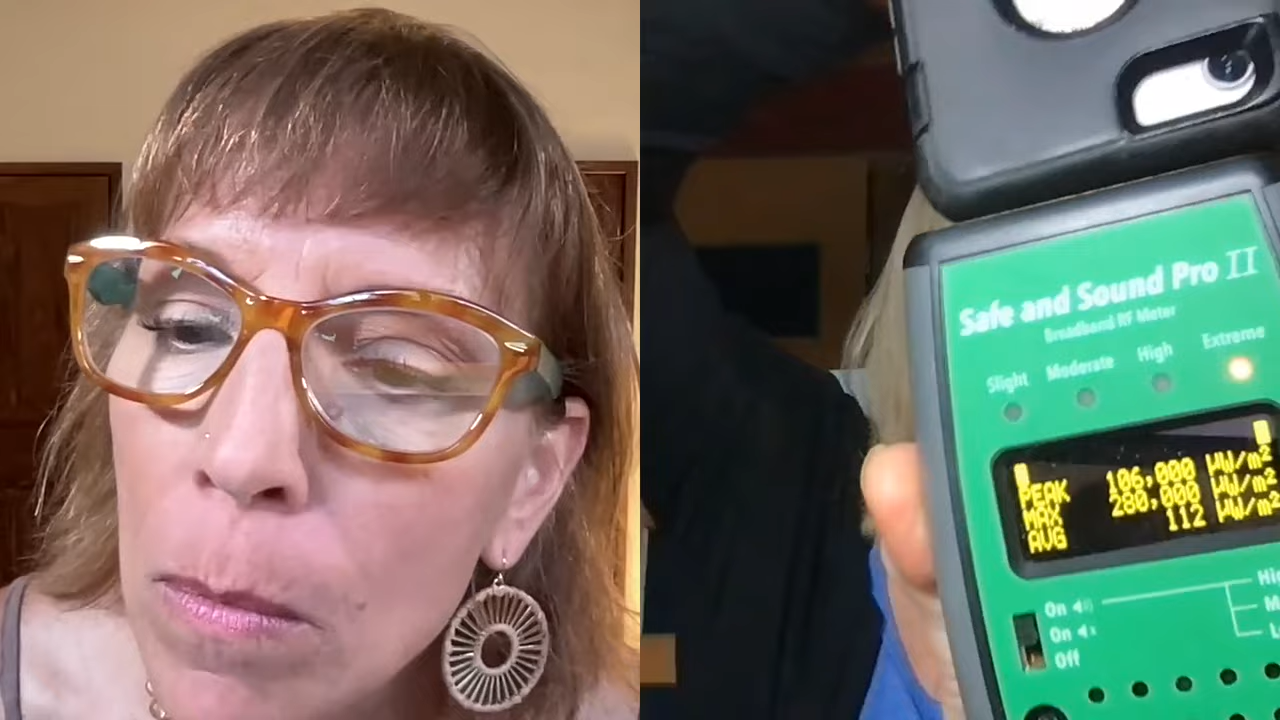 Safe and Sound Pro II
Broadband RF Meter
Slight Moderate High Extreme
PEAK 106,000 µW/m²
MAX 280,000 µW/m²
AVG 112 µW/m²
On
On
Off